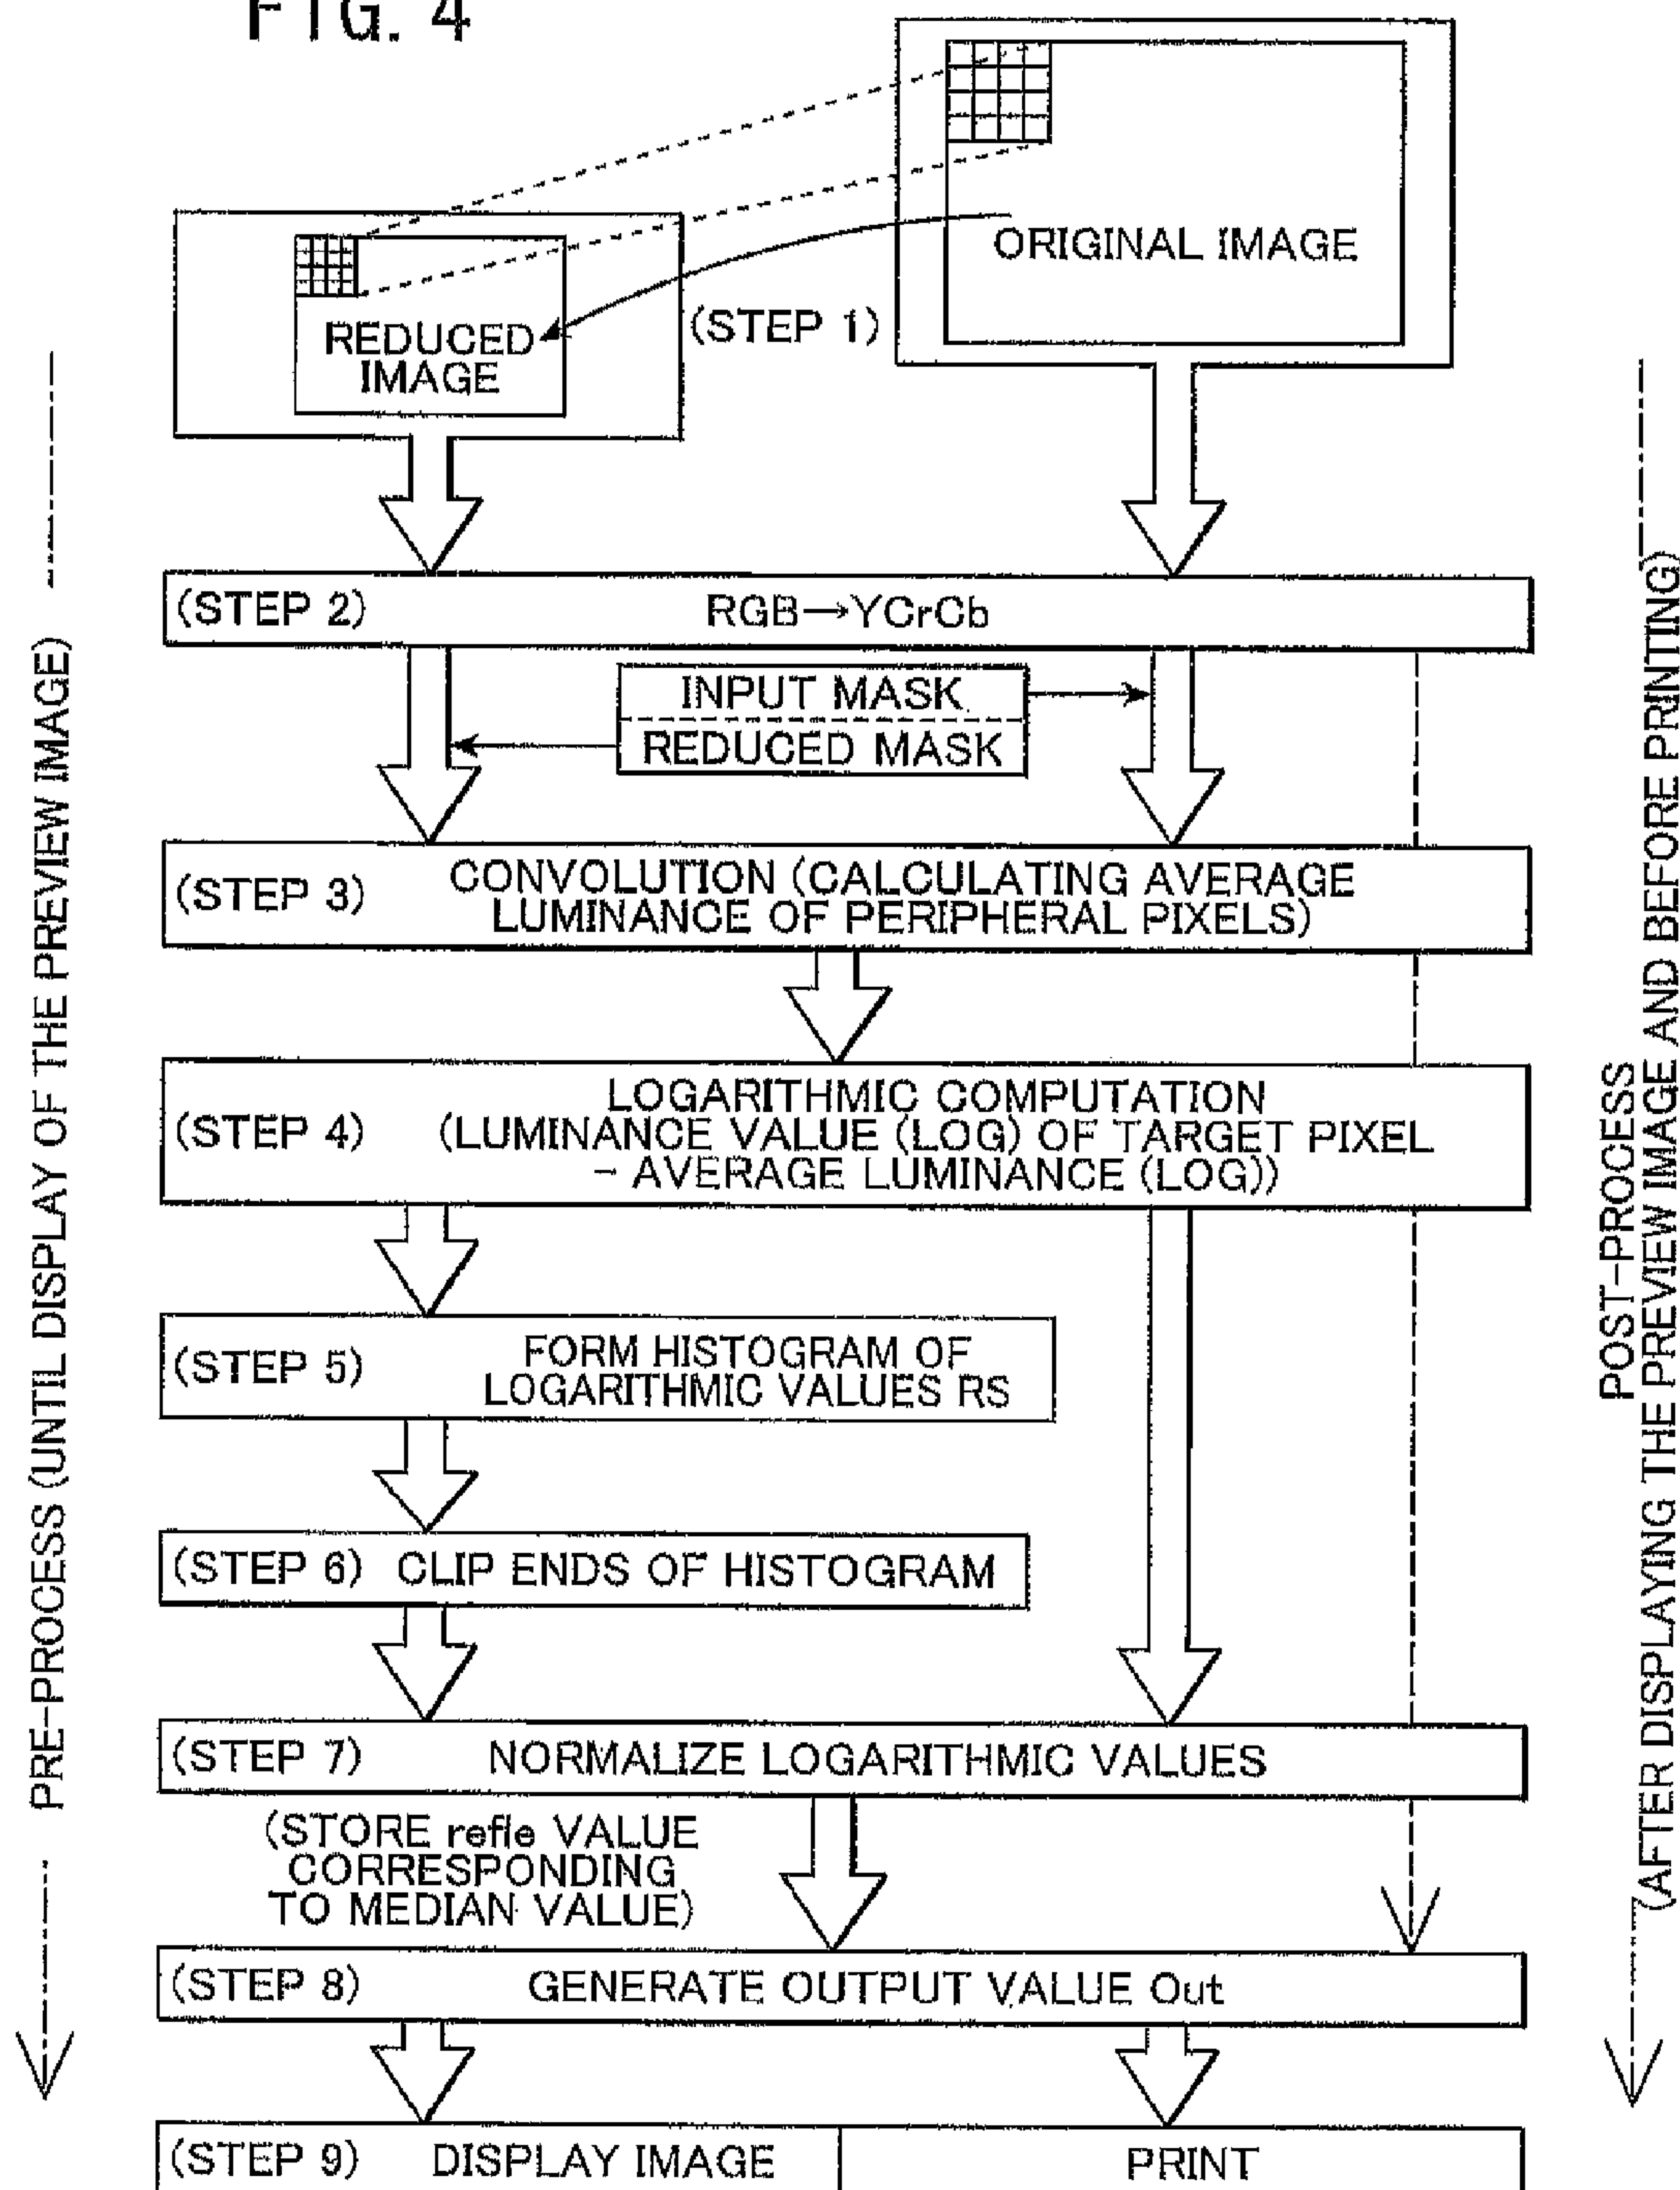 FIG. 4
ORIGINAL IMAGE
REDUCED
IMAGE
(STEP 1)
(STEP 2) RGB→YCrCb
INPUT MASK
REDUCED MASK
(STEP 3) CONVOLUTION (CALCULATING AVERAGE
LUMINANCE OF PERIPHERAL PIXELS)
(STEP 4) LOGARITHMIC COMPUTATION
(LUMINANCE VALUE (LOG) OF TARGET PIXEL
- AVERAGE LUMINANCE (LOG))
(STEP 5) FORM HISTOGRAM OF
LOGARITHMIC VALUES RS
(STEP 6) CLIP ENDS OF HISTOGRAM
(STEP 7) NORMALIZE LOGARITHMIC VALUES
(STORE refle VALUE
CORRESPONDING
TO MEDIAN VALUE)
(STEP 8) GENERATE OUTPUT VALUE Out
(STEP 9) DISPLAY IMAGE
PRINT
PRE-PROCESS (UNTIL DISPLAY OF THE PREVIEW IMAGE)
POST-PROCESS
(AFTER DISPLAYING THE PREVIEW IMAGE AND BEFORE PRINTING)